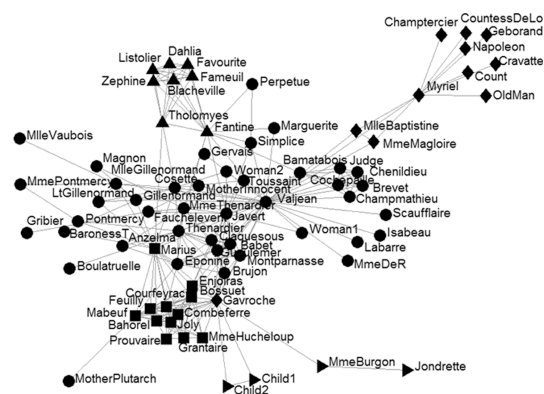 Champtercier
CountessDeLo
Geborand
Napoleon
Cravatte
Count
Myriel
OldMan
Dahlia
Listolier
Favourite
Zephine
Fameuil
Blacheville
Perpetue
Tholomyes
Fantine
Marguerite
Simplice
MlleBaptistine
MmeMagloire
MlleVaubois
Gervais
Magnon
MlleGillenormand
Woman2
Bamatabois
Judge
Chenildieu
MmePontmercy
Cosette
Toussaint
Cochepaille
Brevet
LtGillenormand
Gillenormand
MotherInnocent
Valjean
Champmathieu
MmeThenardier
Gribier
Pontmercy
Fauchelevent
Javert
Scaufflaire
BaronessT
Thenardier
Woman1
Isabeau
Anzelma
Claquesous
Labarre
Marius
Babet
Gueulemer
Montparnasse
MmeDeR
Boulatruelle
Eponine
Brujon
Enjolras
Courfeyrac
Bossuet
Feuilly
Gavroche
Mabeuf
Combeferre
Bahorel
Joly
Prouvaire
MmeHucheloup
Grantaire
MmeBurgon
Jondrette
MotherPlutarch
Child1
Child2